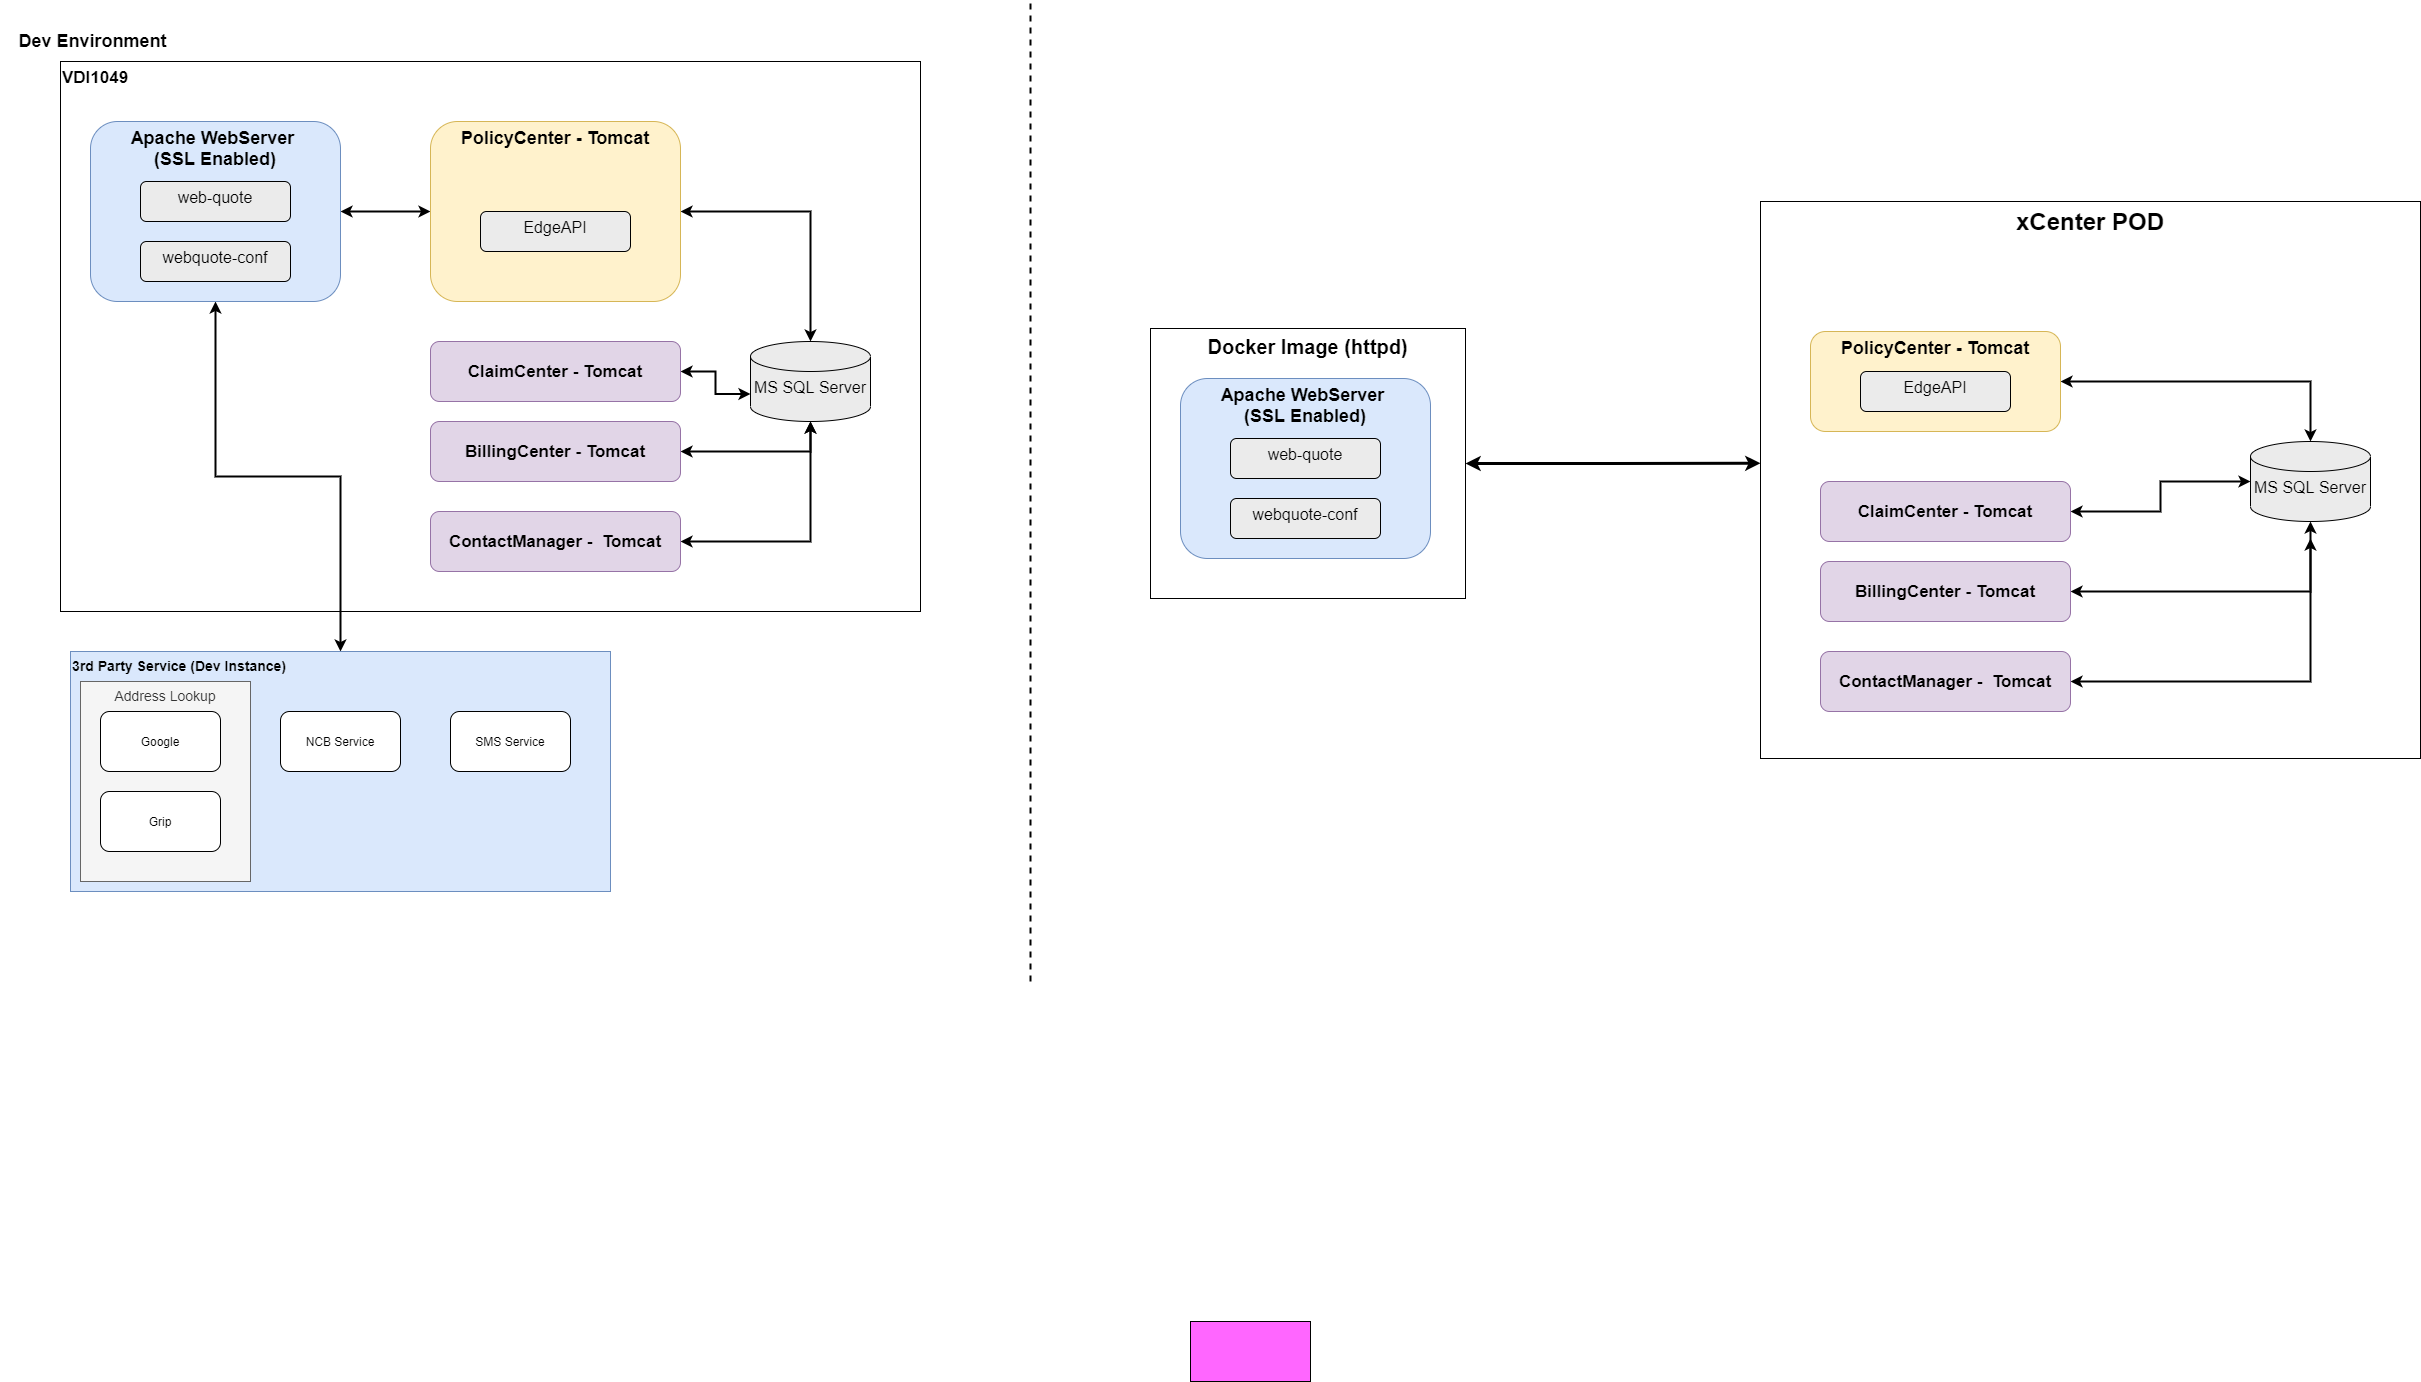 Dev Environment
VDI1049
Apache WebServer
(SSL Enabled)
web-quote
webquote-conf
PolicyCenter - Tomcat
EdgeAPI
ClaimCenter - Tomcat
BillingCenter - Tomcat
ContactManager -  Tomcat
MS SQL Server
3rd Party Service (Dev Instance)
Address Lookup
Google
Grip
NCB Service
SMS Service
Docker Image (httpd)
Apache WebServer
(SSL Enabled)
web-quote
webquote-conf
xCenter POD
PolicyCenter - Tomcat
EdgeAPI
ClaimCenter - Tomcat
BillingCenter - Tomcat
ContactManager -  Tomcat
MS SQL Server